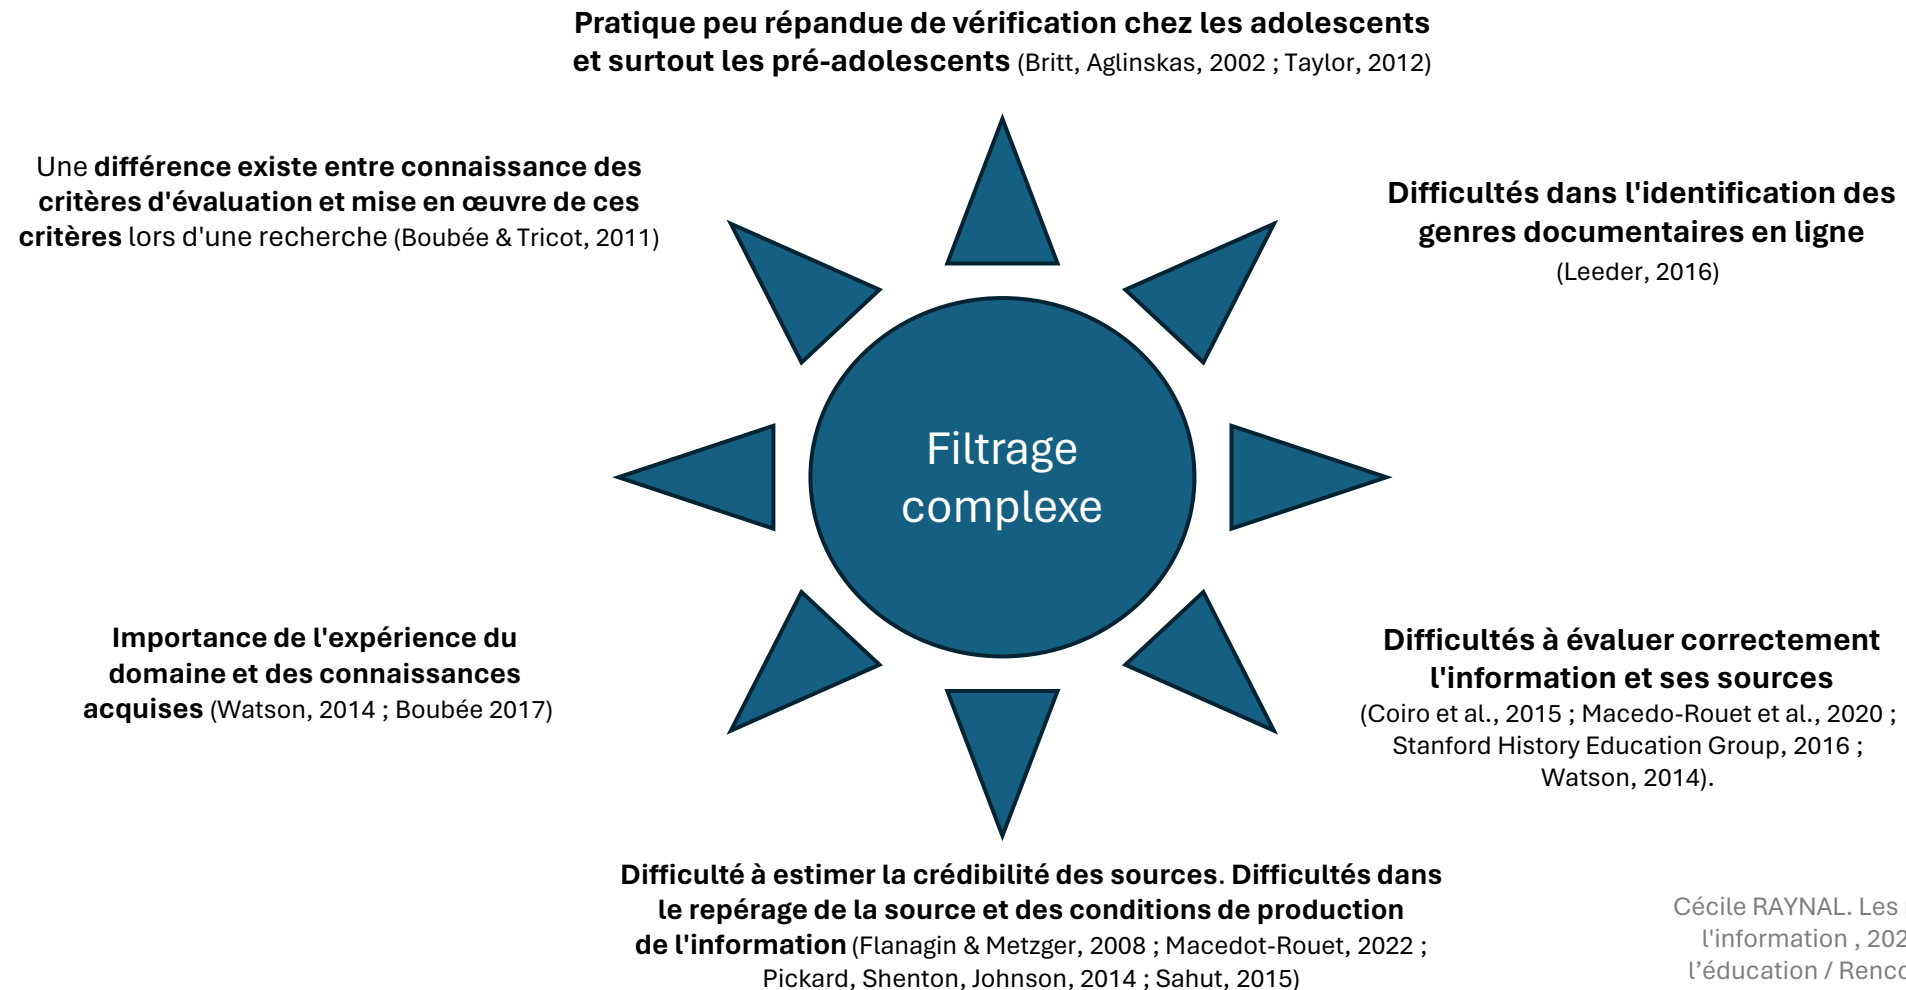 Pratique peu répandue de vérification chez les adolescents
et surtout les pré-adolescents (Britt, Aglinskas, 2002 ; Taylor, 2012)
Une différence existe entre connaissance des
critères d'évaluation et mise en œuvre de ces
critères lors d'une recherche (Boubée & Tricot, 2011)
Difficultés dans l'identification des
genres documentaires en ligne
(Leeder, 2016)
Filtrage
complexe
Importance de l'expérience du
domaine et des connaissances
acquises (Watson, 2014 ; Boubée 2017)
Difficultés à évaluer correctement
l'information et ses sources
(Coiro et al., 2015 ; Macedo-Rouet et al., 2020 ;
Stanford History Education Group, 2016 ;
Watson, 2014).
Difficulté à estimer la crédibilité des sources. Difficultés dans
le repérage de la source et des conditions de production
de l'information (Flanagin & Metzger, 2008 ; Macedot-Rouet, 2022 ;
Pickard, Shenton, Johnson, 2014 ; Sahut, 2015)
Cécile RAYNAL. Les
l'information ,
l’éducation /